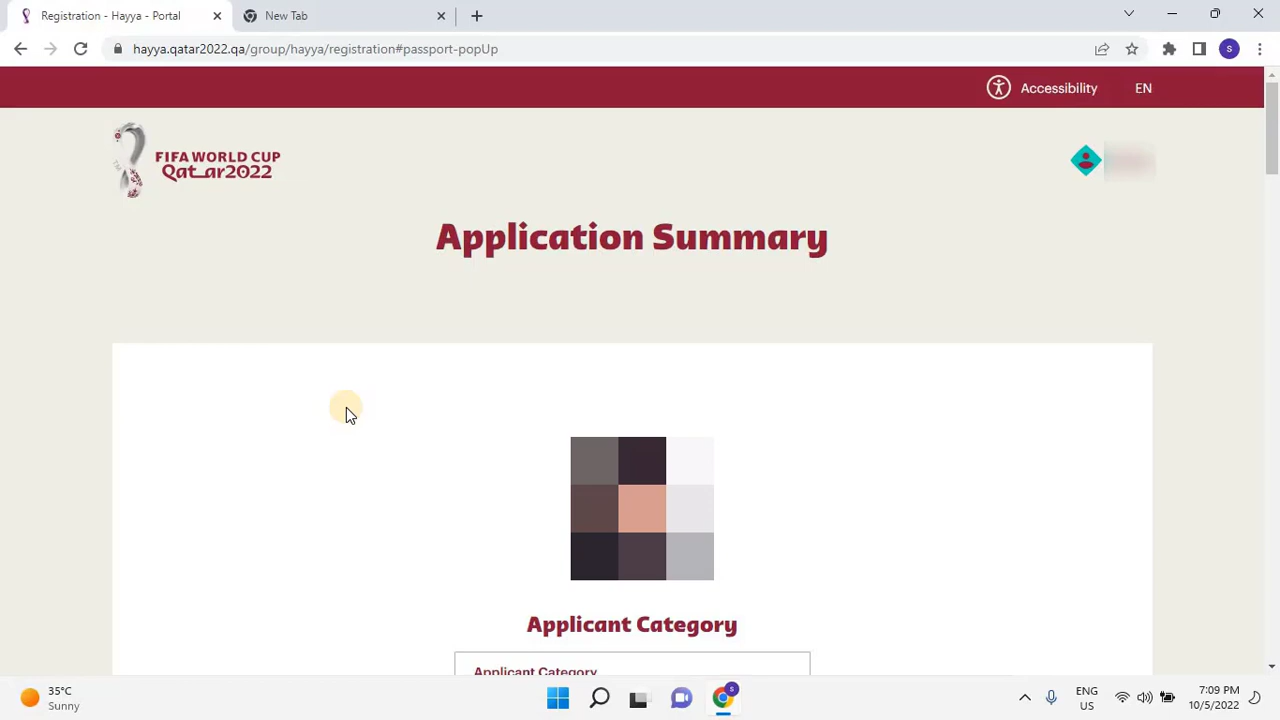 Registration - Hayya - Portal
New Tab
hayya.qatar2022.qa/group/hayya/registration#passport-popUp
S
Accessibility
EN
FIFA WORLD CUP
Qatar2022
Application Summary
Applicant Category
Applicant Category
35°C
Sunny
S
ENG
US
7:09 PM
10/5/2022